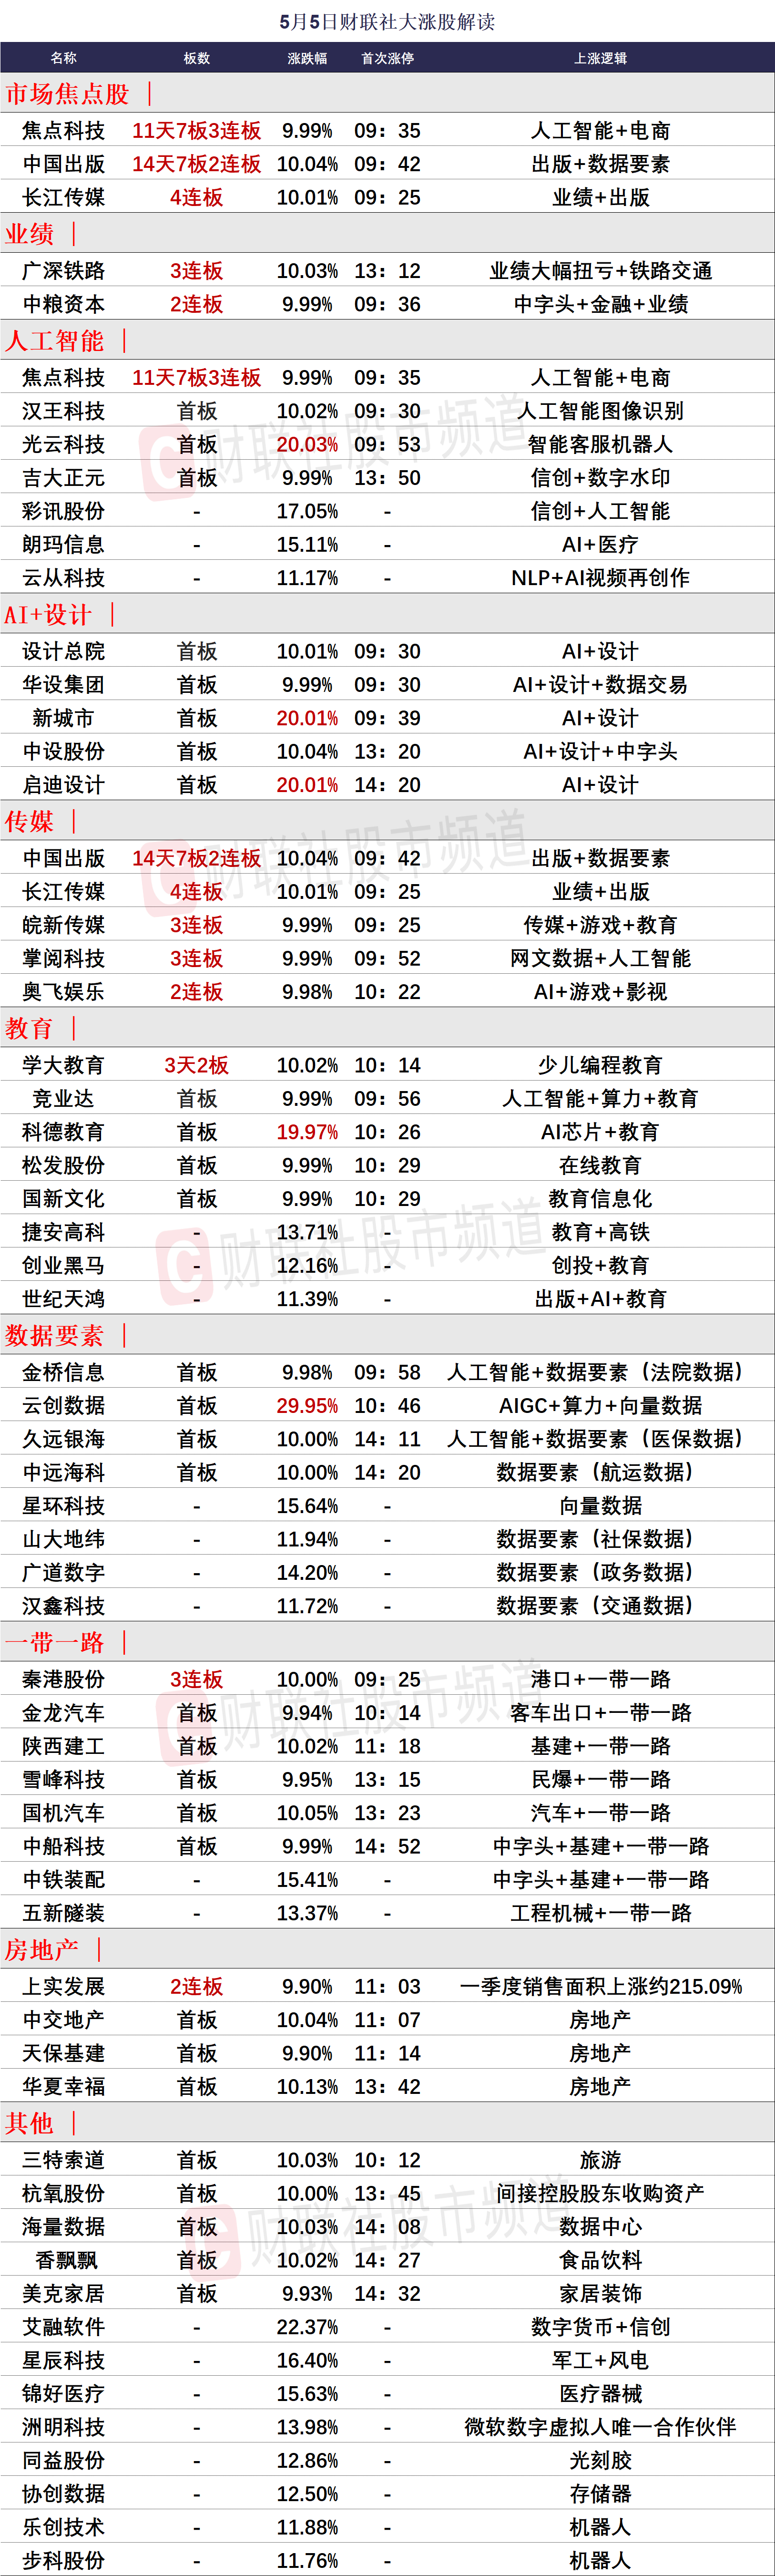 5月5日财联社大涨股解读
名称 板数 涨跌幅 首次涨停 上涨逻辑
市场焦点股 |
焦点科技 11天7板3连板 9.99% 09：35 人工智能+电商
中国出版 14天7板2连板 10.04% 09：42 出版+数据要素
长江传媒 4连板 10.01% 09：25 业绩+出版
业绩 |
广深铁路 3连板 10.03% 13：12 业绩大幅扭亏+铁路交通
中粮资本 2连板 9.99% 09：36 中字头+金融+业绩
人工智能 |
焦点科技 11天7板3连板 9.99% 09：35 人工智能+电商
汉王科技 首板 10.02% 09：30 人工智能图像识别
光云科技 首板 20.03% 09：53 智能客服机器人
吉大正元 首板 9.99% 13：50 信创+数字水印
彩讯股份 - 17.05% - 信创+人工智能
朗玛信息 - 15.11% - AI+医疗
云从科技 - 11.17% - NLP+AI视频再创作
AI+设计 |
设计总院 首板 10.01% 09：30 AI+设计
华设集团 首板 9.99% 09：30 AI+设计+数据交易
新城市 首板 20.01% 09：39 AI+设计
中设股份 首板 10.04% 13：20 AI+设计+中字头
启迪设计 首板 20.01% 14：20 AI+设计
传媒 |
中国出版 14天7板2连板 10.04% 09：42 出版+数据要素
长江传媒 4连板 10.01% 09：25 业绩+出版
皖新传媒 3连板 9.99% 09：25 传媒+游戏+教育
掌阅科技 3连板 9.99% 09：52 网文数据+人工智能
奥飞娱乐 2连板 9.98% 10：22 AI+游戏+影视
教育 |
学大教育 3天2板 10.02% 10：14 少儿编程教育
竞业达 首板 9.99% 09：56 人工智能+算力+教育
科德教育 首板 19.97% 10：26 AI芯片+教育
松发股份 首板 9.99% 10：29 在线教育
国新文化 首板 9.99% 10：29 教育信息化
捷安高科 - 13.71% - 教育+高铁
创业黑马 - 12.16% - 创投+教育
世纪天鸿 - 11.39% - 出版+AI+教育
数据要素 |
金桥信息 首板 9.98% 09：58 人工智能+数据要素（法院数据）
云创数据 首板 29.95% 10：46 AIGC+算力+向量数据
久远银海 首板 10.00% 14：11 人工智能+数据要素（医保数据）
中远海科 首板 10.00% 14：20 数据要素（航运数据）
星环科技 - 15.64% - 向量数据
山大地纬 - 11.94% - 数据要素（社保数据）
广道数字 - 14.20% - 数据要素（政务数据）
汉鑫科技 - 11.72% - 数据要素（交通数据）
一带一路 |
秦港股份 3连板 10.00% 09：25 港口+一带一路
金龙汽车 首板 9.94% 10：14 客车出口+一带一路
陕西建工 首板 10.02% 11：18 基建+一带一路
雪峰科技 首板 9.95% 13：15 民爆+一带一路
国机汽车 首板 10.05% 13：23 汽车+一带一路
中船科技 首板 9.99% 14：52 中字头+基建+一带一路
中铁装配 - 15.41% - 中字头+基建+一带一路
五新隧装 - 13.37% - 工程机械+一带一路
房地产 |
上实发展 2连板 9.90% 11：03 一季度销售面积上涨约215.09%
中交地产 首板 10.04% 11：07 房地产
天保基建 首板 9.90% 11：14 房地产
华夏幸福 首板 10.13% 13：42 房地产
其他 |
三特索道 首板 10.03% 10：12 旅游
杭氧股份 首板 10.00% 13：45 间接控股股东收购资产
海量数据 首板 10.03% 14：08 数据中心
香飘飘 首板 10.02% 14：27 食品饮料
美克家居 首板 9.93% 14：32 家居装饰
艾融软件 - 22.37% - 数字货币+信创
星辰科技 - 16.40% - 军工+风电
锦好医疗 - 15.63% - 医疗器械
洲明科技 - 13.98% - 微软数字虚拟人唯一合作伙伴
同益股份 - 12.86% - 光刻胶
协创数据 - 12.50% - 存储器
乐创技术 - 11.88% - 机器人
步科股份 - 11.76% - 机器人
财联社股市频道
财联社股市频道
财联社股市频道
财联社股市频道
财联社股市频道